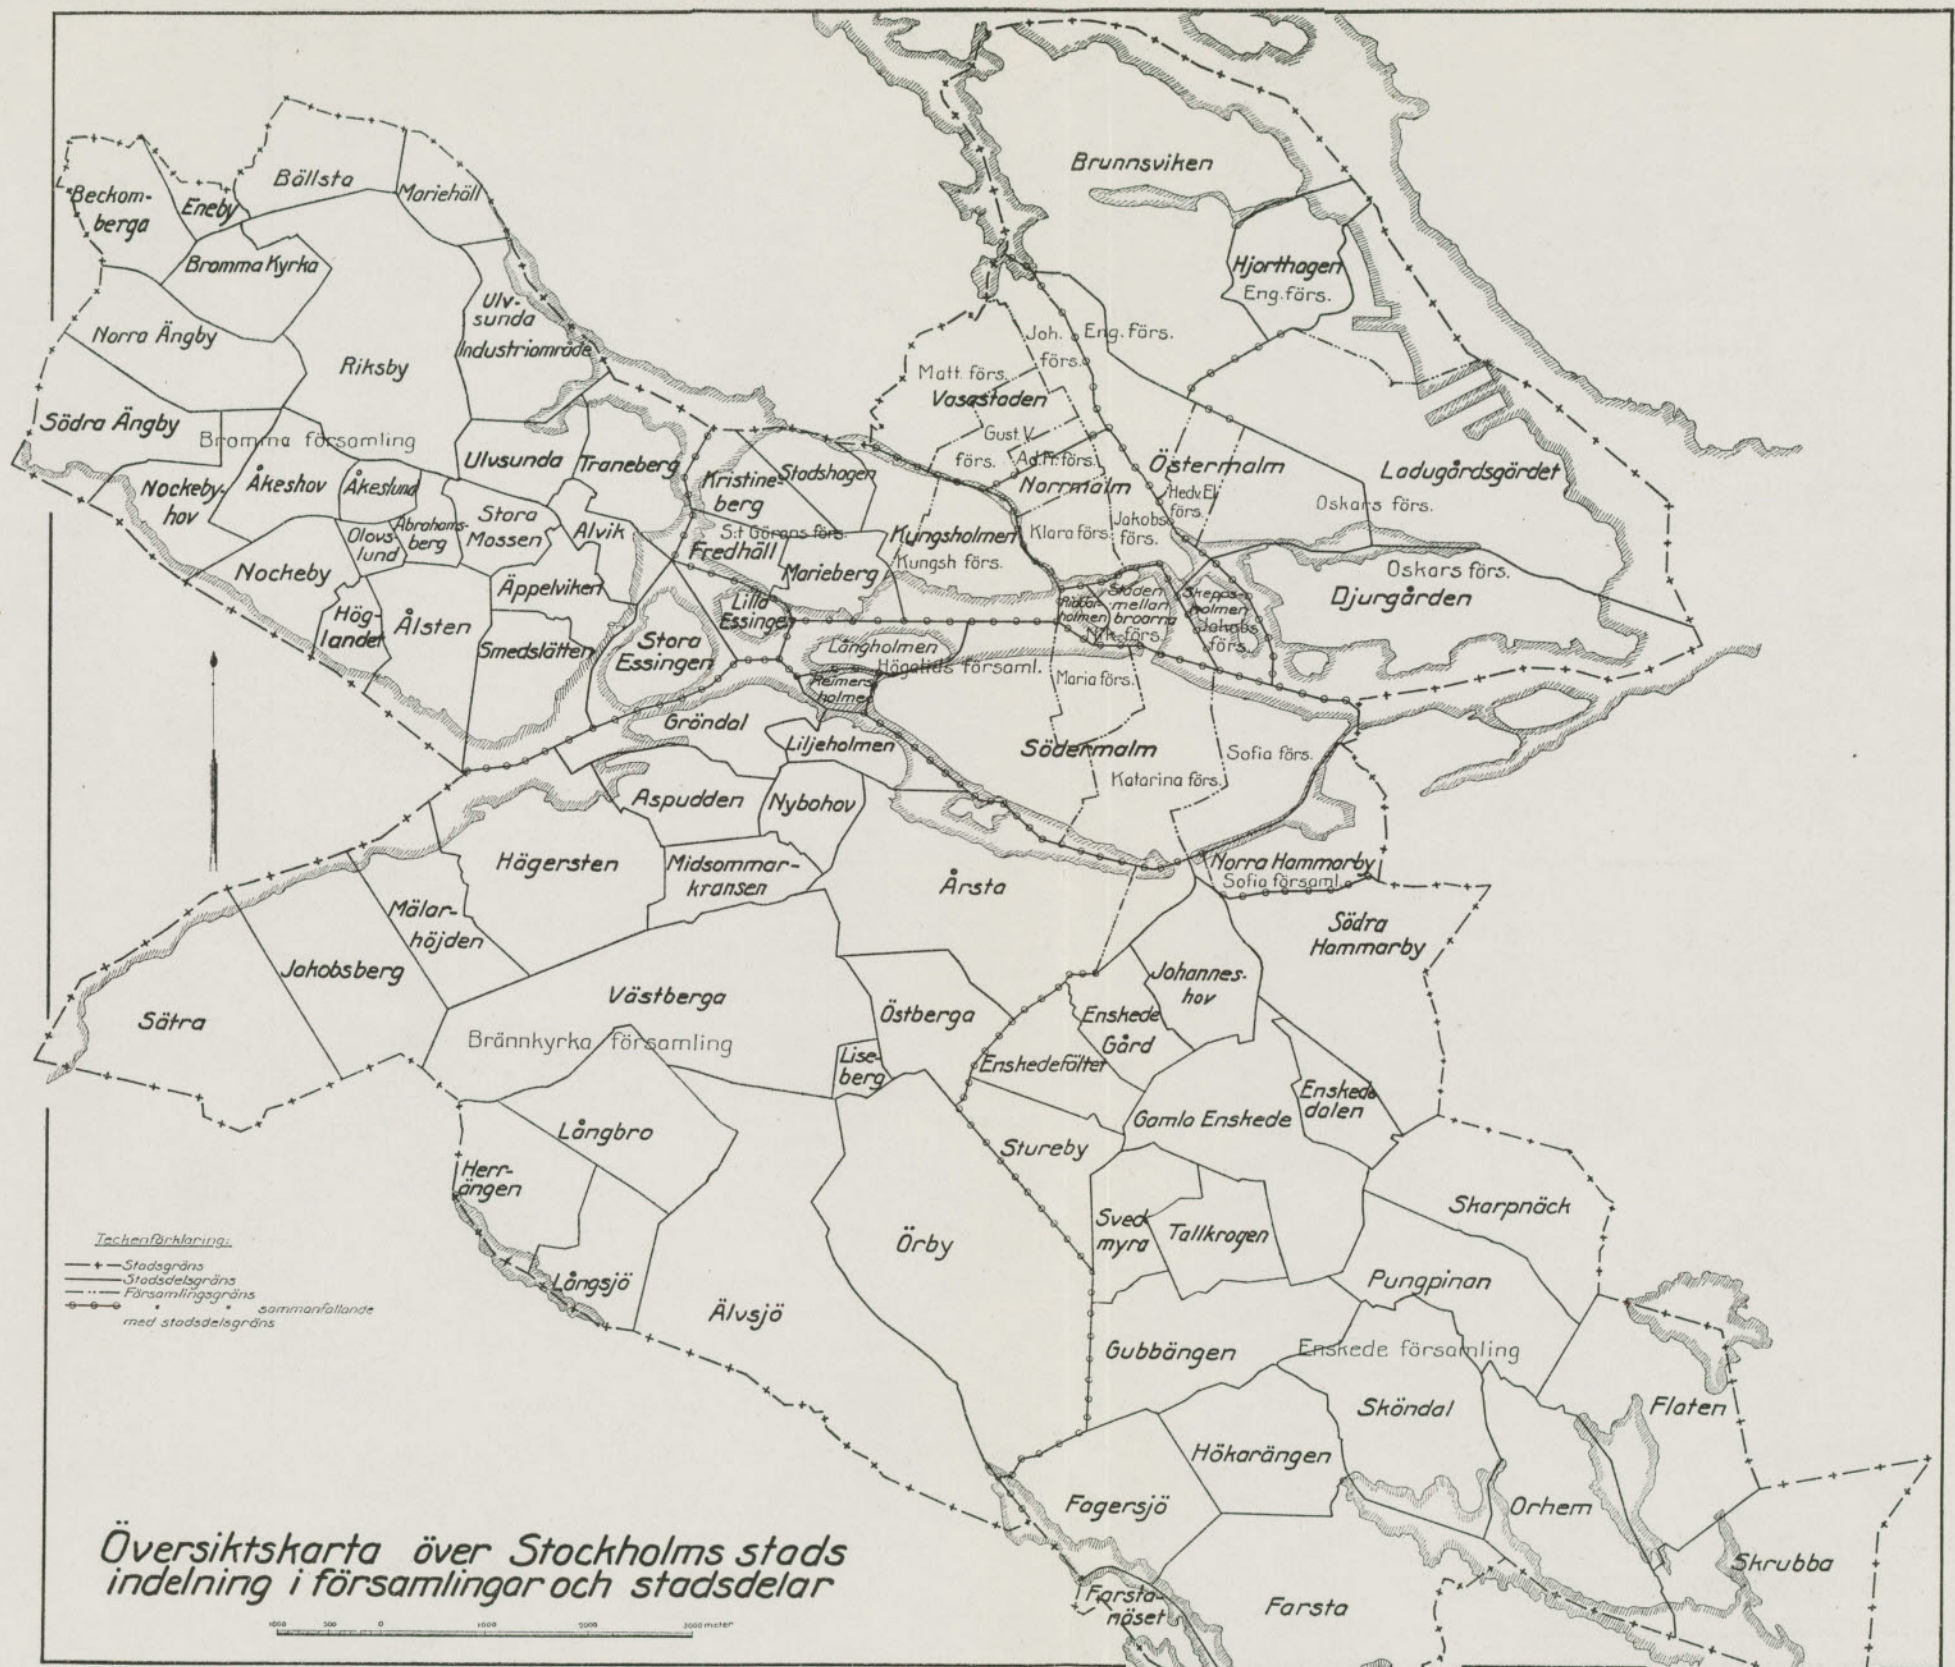 Brunnsviken
Bällsta
Mariehäll
Beckom-
berga
Eneby
Bromma Kyrka
Hjorthagen
Eng. förs.
Ulv-
sunda
Industriområde
Norra Ängby
Riksby
Joh.
förs.
Eng. förs.
Matt. förs.
Vasastaden
Södra Ängby
Bromma församling
Gust. V.
förs.
Ad. Fr. förs.
Norrmalm
Östermalm
Ladugårdsgärdet
Oskars förs.
Ulvsunda
Traneberg
Kristine-
berg
Stadshagen
Nockeby-
hov
Åkeshov
Åkeslund
Hedv. El.
förs.
Olovs-
lund
Abrahams-
berg
Stora
Mossen
Alvik
S:t Görans förs.
Fredhäll
Kungsholmen
Kungsh förs.
Klara förs.
Jakobs
förs.
Nockeby
Äppelviken
Marieberg
Oskars förs.
Djurgården
Lilla
Essingen
Staden
mellan
broarna
Nik. förs.
Riddar-
holmen
Skepps-
holmen
Jakobs
förs.
Hög-
landet
Ålsten
Smedslätten
Stora
Essingen
Långholmen
Högalids församl.
Reimers
holme
Maria förs.
Gröndal
Liljeholmen
Södermalm
Sofia förs.
Katarina förs.
Aspudden
Nybohov
Hägersten
Midsommar-
kransen
Årsta
Norra Hammarby
Sofia församl.
Mälar-
höjden
Södra
Hammarby
Jakobsberg
Sätra
Västberga
Brännkyrka församling
Östberga
Johannes-
hov
Enskede
Gård
Lise-
berg
Enskedefältet
Enskede
dalen
Gamla Enskede
Långbro
Stureby
Herr-
ängen
Skarpnäck
Sved
myra
Tallkrogen
Örby
Långsjö
Älvsjö
Pungpinan
Gubbängen
Enskede församling
Sköndal
Flaten
Hökarängen
Fagersjö
Orhem
Skrubba
Farsta-
näset
Farsta
Teckenförklaring:
Stadsgräns
Stadsdelsgräns
Församlingsgräns
" " sammanfallande
med stadsdelsgräns
Översiktskarta över Stockholms stads
indelning i församlingar och stadsdelar
1000 500 0 1000 2000 3000 meter